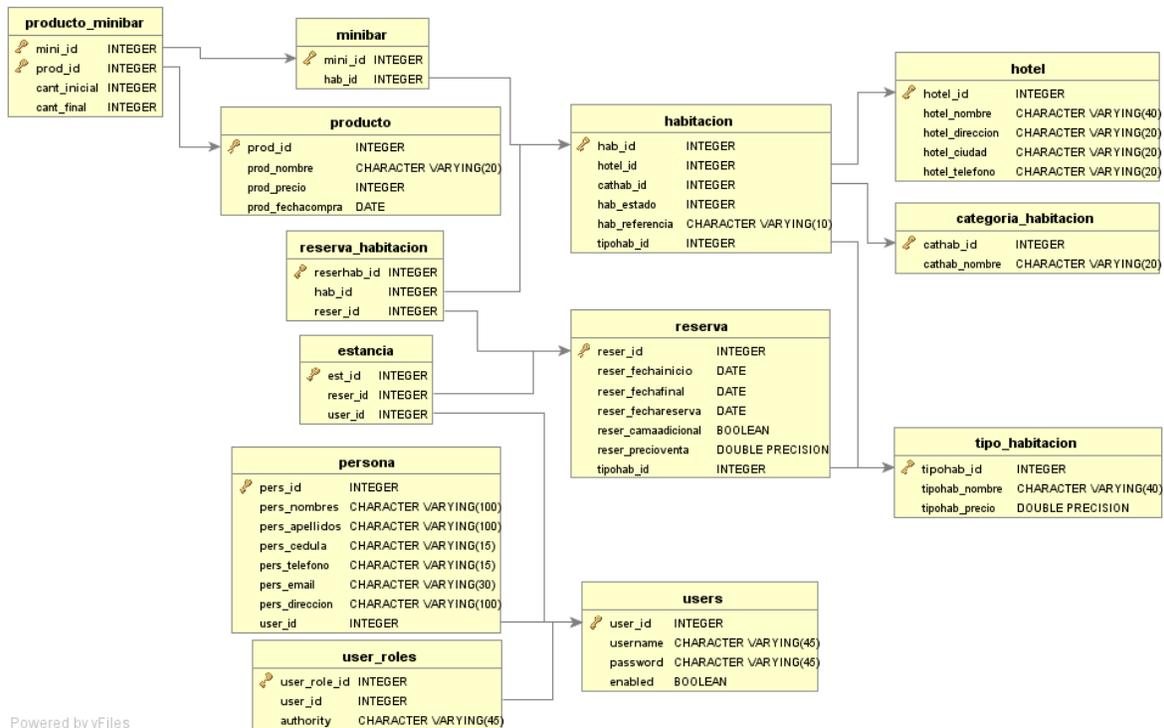 producto_minibar
mini_id INTEGER
prod_id INTEGER
cant_inicial INTEGER
cant_final INTEGER
minibar
mini_id INTEGER
hab_id INTEGER
producto
prod_id INTEGER
prod_nombre CHARACTER VARYING(20)
prod_precio INTEGER
prod_fechacompra DATE
habitacion
hab_id INTEGER
hotel_id INTEGER
cathab_id INTEGER
hab_estado INTEGER
hab_referencia CHARACTER VARYING(10)
tipohab_id INTEGER
hotel
hotel_id INTEGER
hotel_nombre CHARACTER VARYING(40)
hotel_direccion CHARACTER VARYING(20)
hotel_ciudad CHARACTER VARYING(20)
hotel_telefono CHARACTER VARYING(20)
categoria_habitacion
cathab_id INTEGER
cathab_nombre CHARACTER VARYING(20)
reserva_habitacion
reserhab_id INTEGER
hab_id INTEGER
reser_id INTEGER
estancia
est_id INTEGER
reser_id INTEGER
user_id INTEGER
reserva
reser_id INTEGER
reser_fechainicio DATE
reser_fechafinal DATE
reser_fechareserva DATE
reser_camaadicional BOOLEAN
reser_precioventa DOUBLE PRECISION
tipohab_id INTEGER
tipo_habitacion
tipohab_id INTEGER
tipohab_nombre CHARACTER VARYING(40)
tipohab_precio DOUBLE PRECISION
persona
pers_id INTEGER
pers_nombres CHARACTER VARYING(100)
pers_apellidos CHARACTER VARYING(100)
pers_cedula CHARACTER VARYING(15)
pers_telefono CHARACTER VARYING(15)
pers_email CHARACTER VARYING(30)
pers_direccion CHARACTER VARYING(100)
user_id INTEGER
users
user_id INTEGER
username CHARACTER VARYING(45)
password CHARACTER VARYING(45)
enabled BOOLEAN
user_roles
user_role_id INTEGER
user_id INTEGER
authority CHARACTER VARYING(45)
Powered by yFiles